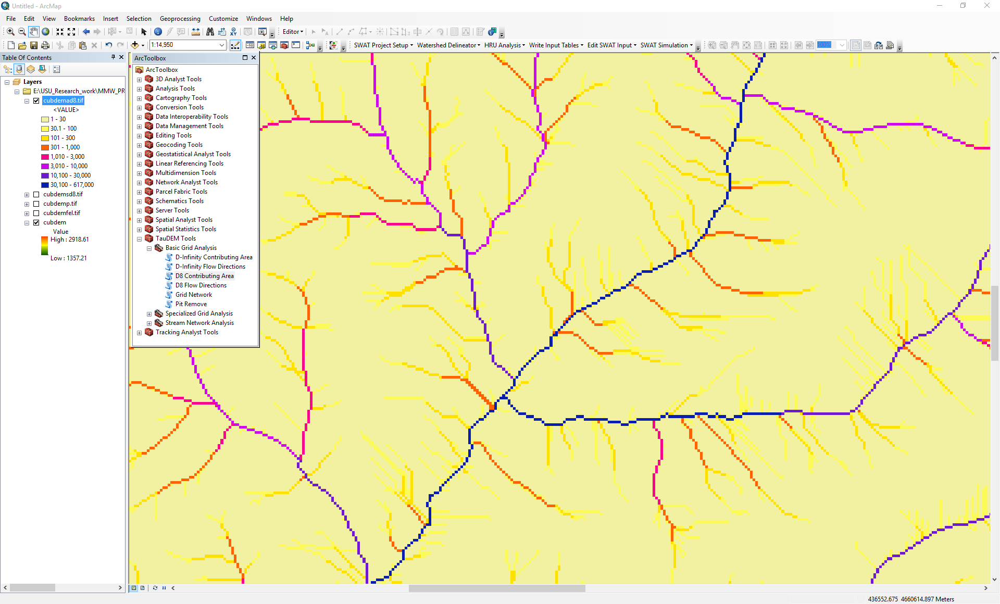 Untitled - ArcMap
File Edit View Bookmarks Insert Selection Geoprocessing Customize Windows Help
Editor
1:14,950
SWAT Project Setup Watershed Delineator HRU Analysis Write Input Tables Edit SWAT Input SWAT Simulation
100%
Table Of Contents
Layers
E:\USU_Research_work\MMW_PR
cubdemad8.tif
<VALUE>
1 - 30
30.1 - 100
101 - 300
301 - 1,000
1,010 - 3,000
3,010 - 10,000
10,100 - 30,000
30,100 - 617,000
cubdemsd8.tif
cubdemp.tif
cubdemfel.tif
cubdem
Value
High : 2918.61
Low : 1357.21
ArcToolbox
ArcToolbox
3D Analyst Tools
Analysis Tools
Cartography Tools
Conversion Tools
Data Interoperability Tools
Data Management Tools
Editing Tools
Geocoding Tools
Geostatistical Analyst Tools
Linear Referencing Tools
Multidimension Tools
Network Analyst Tools
Parcel Fabric Tools
Schematics Tools
Server Tools
Spatial Analyst Tools
Spatial Statistics Tools
TauDEM Tools
Basic Grid Analysis
D-Infinity Contributing Area
D-Infinity Flow Directions
D8 Contributing Area
D8 Flow Directions
Grid Network
Pit Remove
Specialized Grid Analysis
Stream Network Analysis
Tracking Analyst Tools
436552.675 4660614.897 Meters